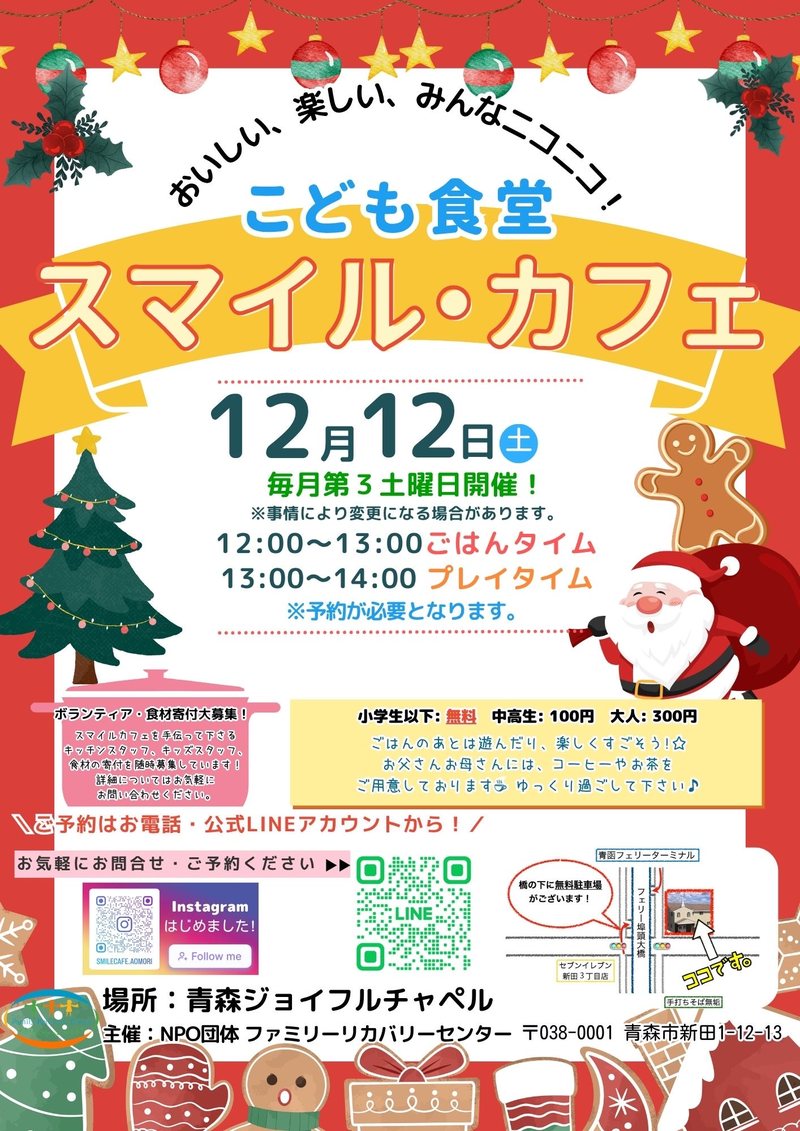 おいしい、楽しい、みんなニコニコ！
こども食堂
スマイル・カフェ
12月12日土
毎月第３土曜日開催！
※事情により変更になる場合があります。
12:00〜13:00ごはんタイム
13:00〜14:00 プレイタイム
※予約が必要となります。
ボランティア・食材寄付大募集！
スマイルカフェを手伝って下さる
キッチンスタッフ、キッズスタッフ、
食材の寄付を随時募集しています！
詳細についてはお気軽に
お問い合わせください。
小学生以下: 無料 中高生: 100円 大人: 300円
ごはんのあとは遊んだり、楽しくすごそう！☆
お父さんお母さんには、コーヒーやお茶を
ご用意しております☕ ゆっくり過ごして下さい♪
＼ご予約はお電話・公式LINEアカウントから！／
お気軽にお問合せ・ご予約ください ▶▶
LINE
Instagram
はじめました！
Follow me
SMILECAFE.AOMORI
青函フェリーターミナル
橋の下に無料駐車場
がございます！
フェリー埠頭大橋
ココです。
セブンイレブン
新田３丁目店
手打ちそば無垢
場所：青森ジョイフルチャペル
主催：NPO団体 ファミリーリカバリーセンター 〒038-0001 青森市新田1-12-13